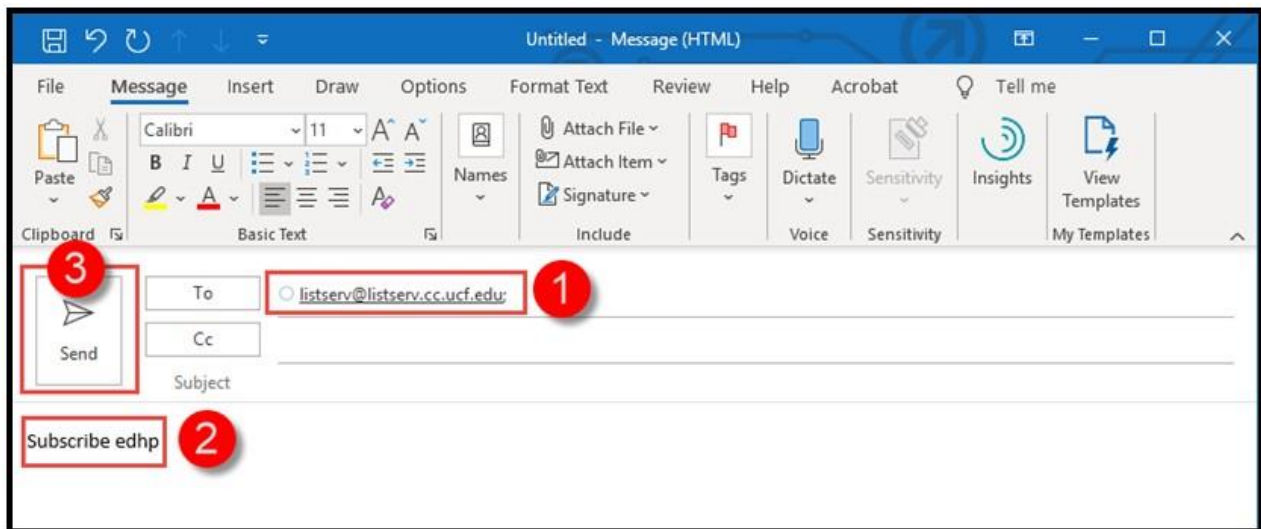 Untitled - Message (HTML)
File Message Insert Draw Options Format Text Review Help Acrobat Tell me
Calibri 11 A A Attach File
B I U Attach Item
Paste Names Tags Dictate Sensitivity Insights View
A A Signature Templates
Clipboard Basic Text Include Voice Sensitivity My Templates
3
To listserv@listserv.cc.ucf.edu; 1
Send Cc
Subject
Subscribe edhp 2